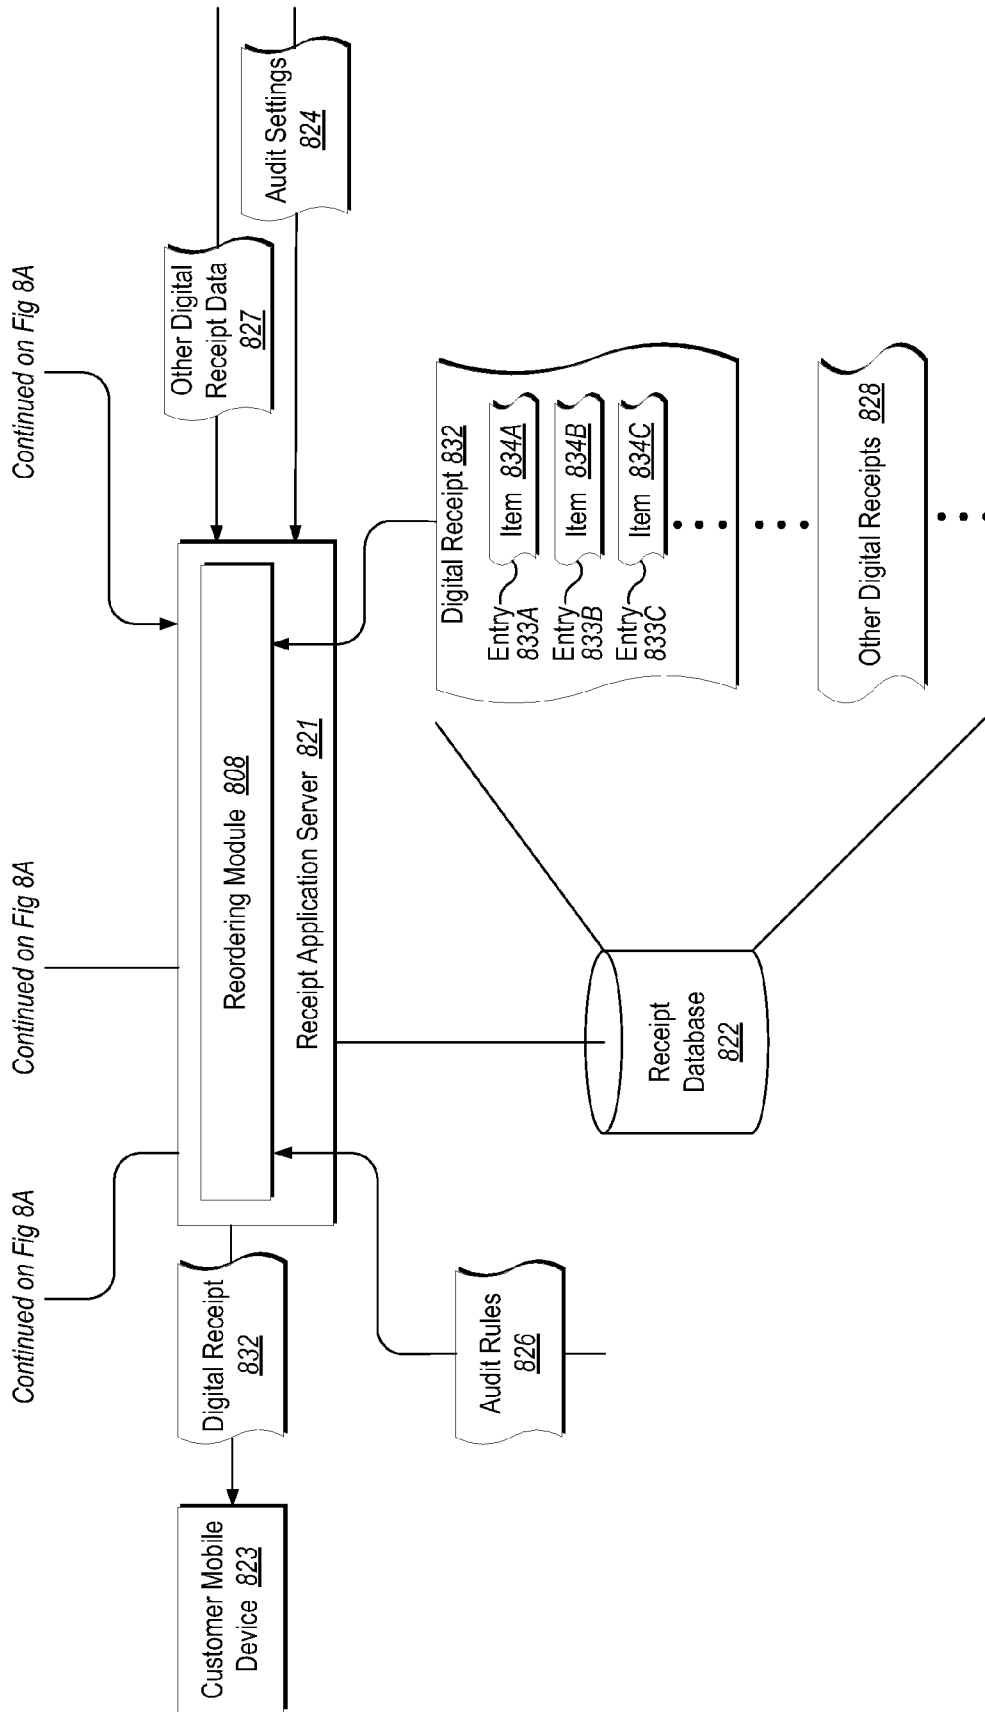 Continued on Fig 8A
Continued on Fig 8A
Continued on Fig 8A
Customer Mobile
Device 823
Digital Receipt
832
Reordering Module 808
Receipt Application Server 821
Other Digital
Receipt Data
827
Audit Settings
824
Audit Rules
826
Receipt
Database
822
Digital Receipt 832
Entry
833A
Item 834A
Entry
833B
Item 834B
Entry
833C
Item 834C
Other Digital Receipts 828